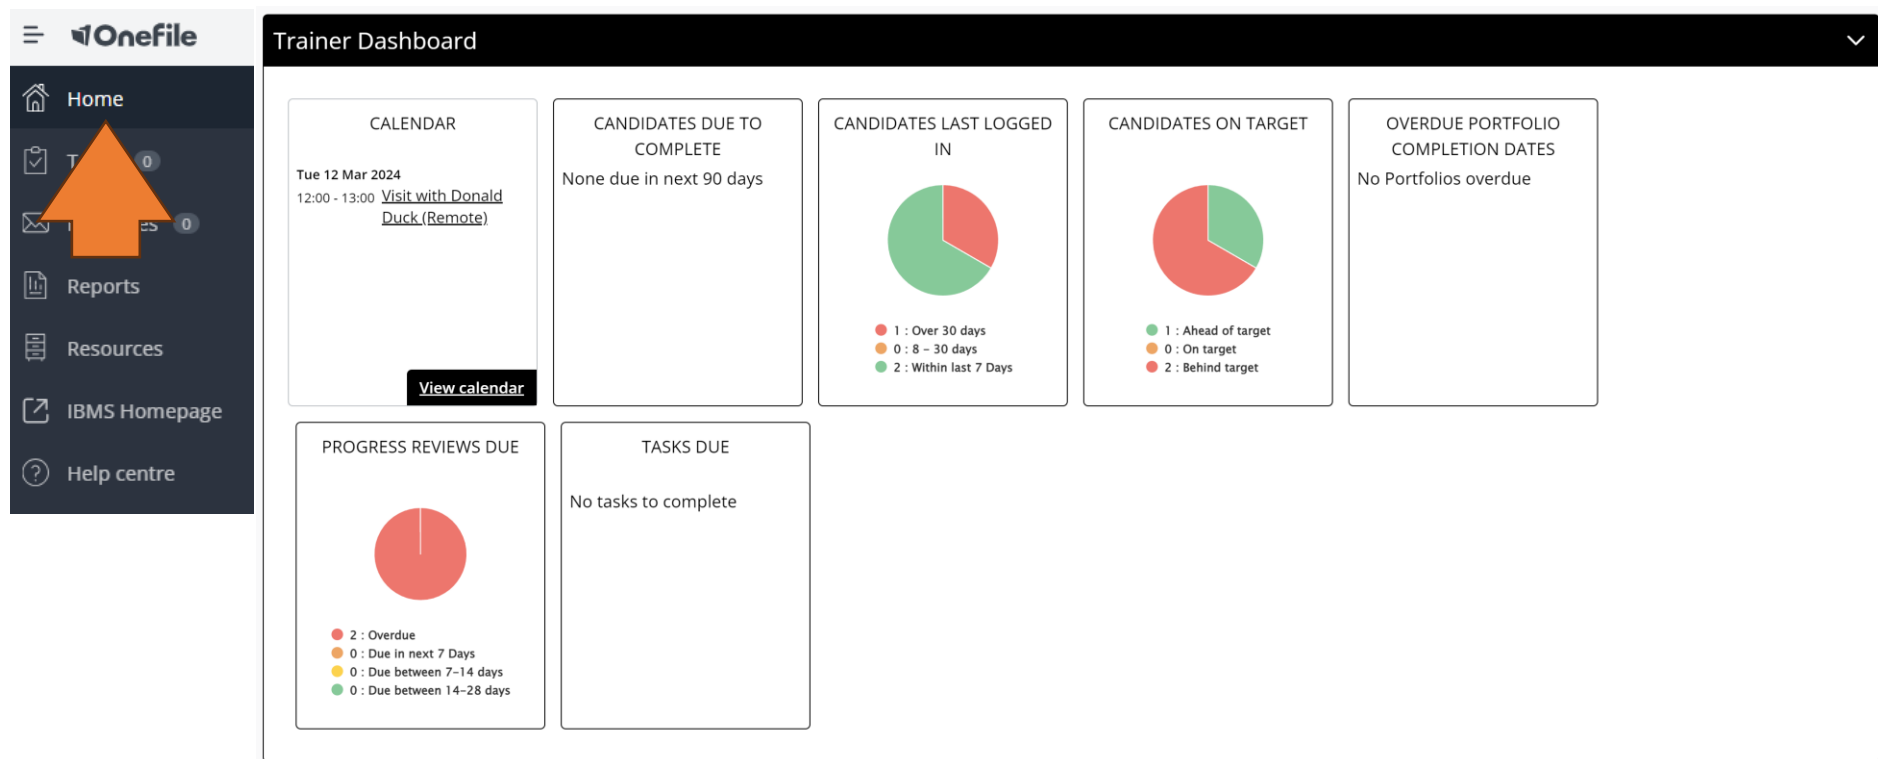 Onefile
Home
0
0
Reports
Resources
IBMS Homepage
Help centre
Trainer Dashboard
CALENDAR
Tue 12 Mar 2024
12:00 - 13:00 Visit with Donald
Duck (Remote)
View calendar
CANDIDATES DUE TO
COMPLETE
None due in next 90 days
CANDIDATES LAST LOGGED
IN
1 : Over 30 days
0 : 8 - 30 days
2 : Within last 7 Days
CANDIDATES ON TARGET
1 : Ahead of target
0 : On target
2 : Behind target
OVERDUE PORTFOLIO
COMPLETION DATES
No Portfolios overdue
PROGRESS REVIEWS DUE
2 : Overdue
0 : Due in next 7 Days
0 : Due between 7-14 days
0 : Due between 14-28 days
TASKS DUE
No tasks to complete